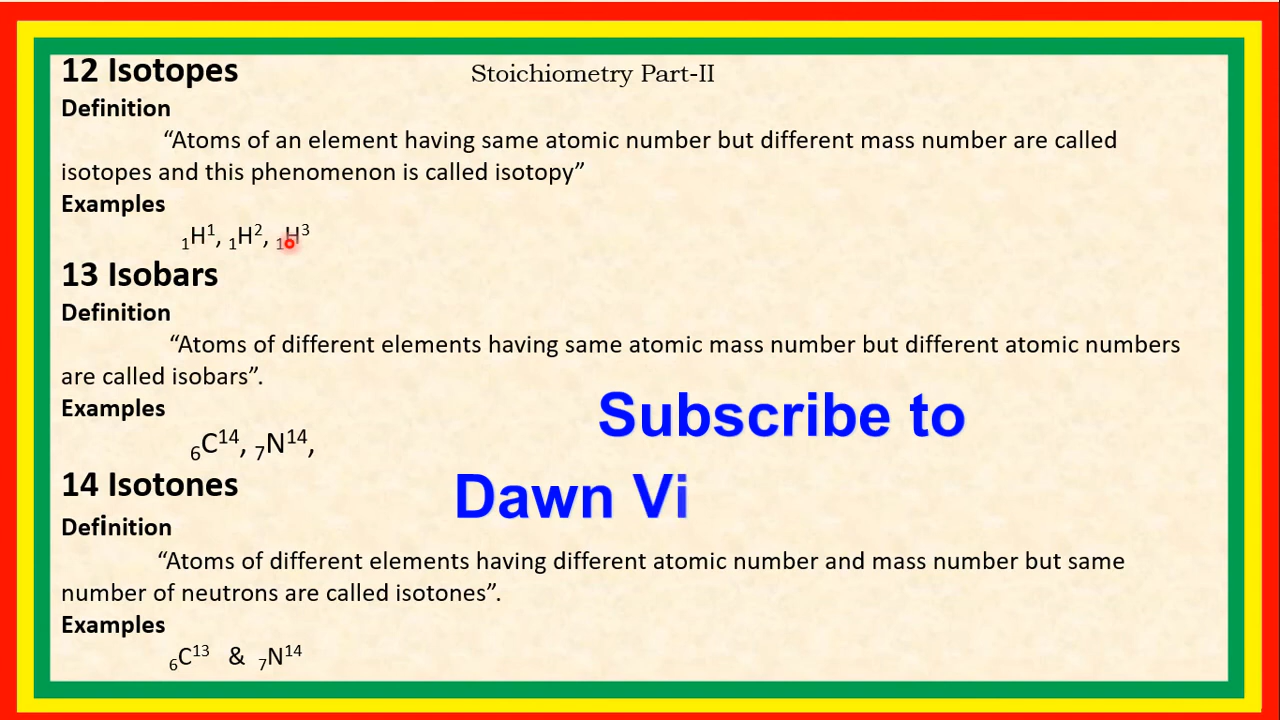 12 Isotopes
Stoichiometry Part-II
Definition
“Atoms of an element having same atomic number but different mass number are called
isotopes and this phenomenon is called isotopy”
Examples
₁H¹, ₁H², ₁H³
13 Isobars
Definition
“Atoms of different elements having same atomic mass number but different atomic numbers
are called isobars”.
Examples
₆C¹⁴, ₇N¹⁴,
Subscribe to
Dawn Vi
14 Isotones
Definition
“Atoms of different elements having different atomic number and mass number but same
number of neutrons are called isotones”.
Examples
₆C¹³ & ₇N¹⁴